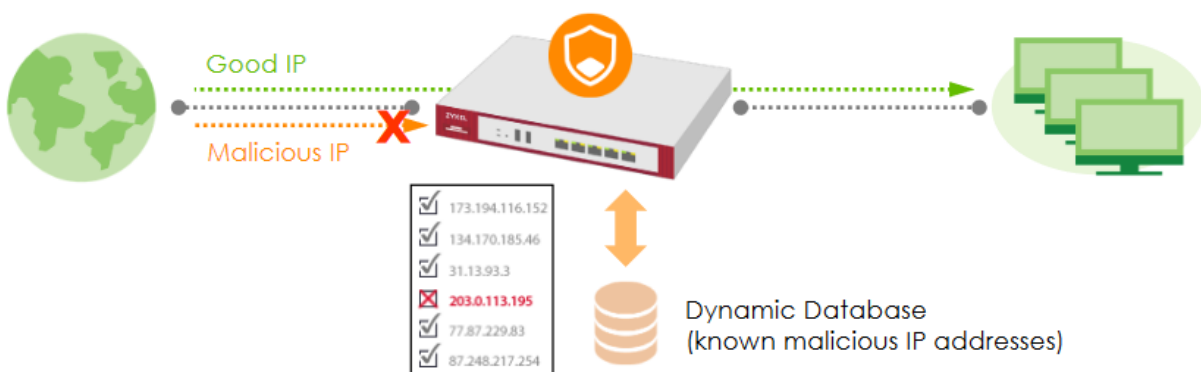 Good IP
Malicious IP
ZYXEL
173.194.116.152
134.170.185.46
31.13.93.3
203.0.113.195
77.87.229.83
87.248.217.254
Dynamic Database
(known malicious IP addresses)